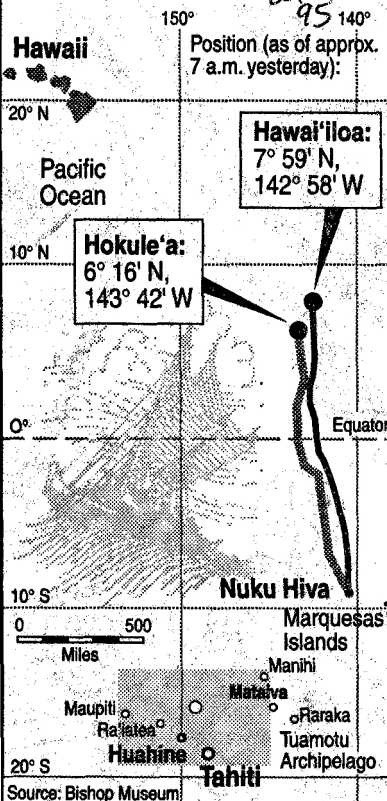 95
150°
140°
Hawaii
Position (as of approx.
7 a.m. yesterday):
20° N
Hawai'iloa:
7° 59' N,
142° 58' W
Pacific
Ocean
10° N
Hokule'a:
6° 16' N,
143° 42' W
0°
Equator
Nuku Hiva
10° S
Marquesas
Islands
0 500
Miles
Manihi
Mataiva
Maupiti
Raraka
Ra'iatea
Tuamotu
Archipelago
Huahine
Tahiti
20° S
Source: Bishop Museum